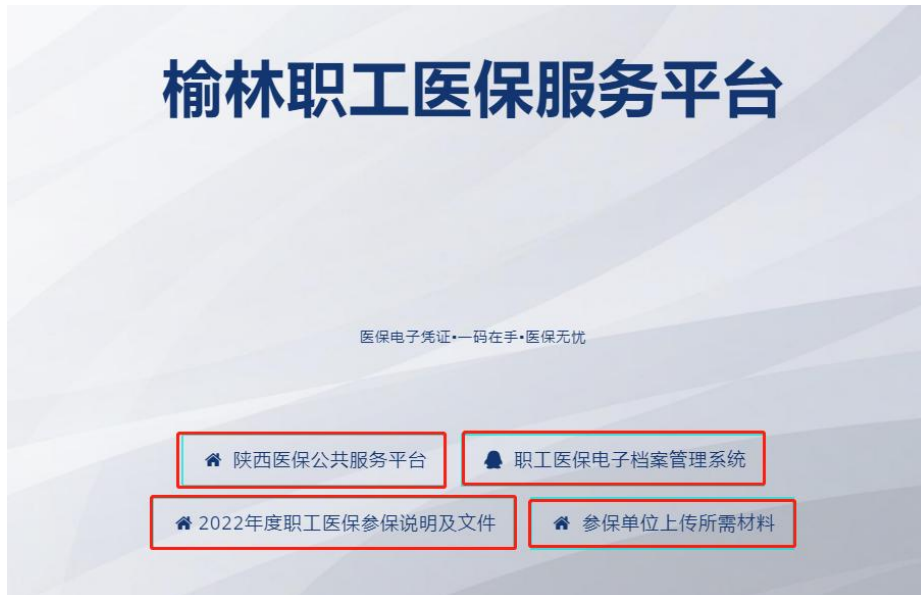 榆林职工医保服务平台
医保电子凭证•一码在手•医保无忧
陕西医保公共服务平台
职工医保电子档案管理系统
2022年度职工医保参保说明及文件
参保单位上传所需材料